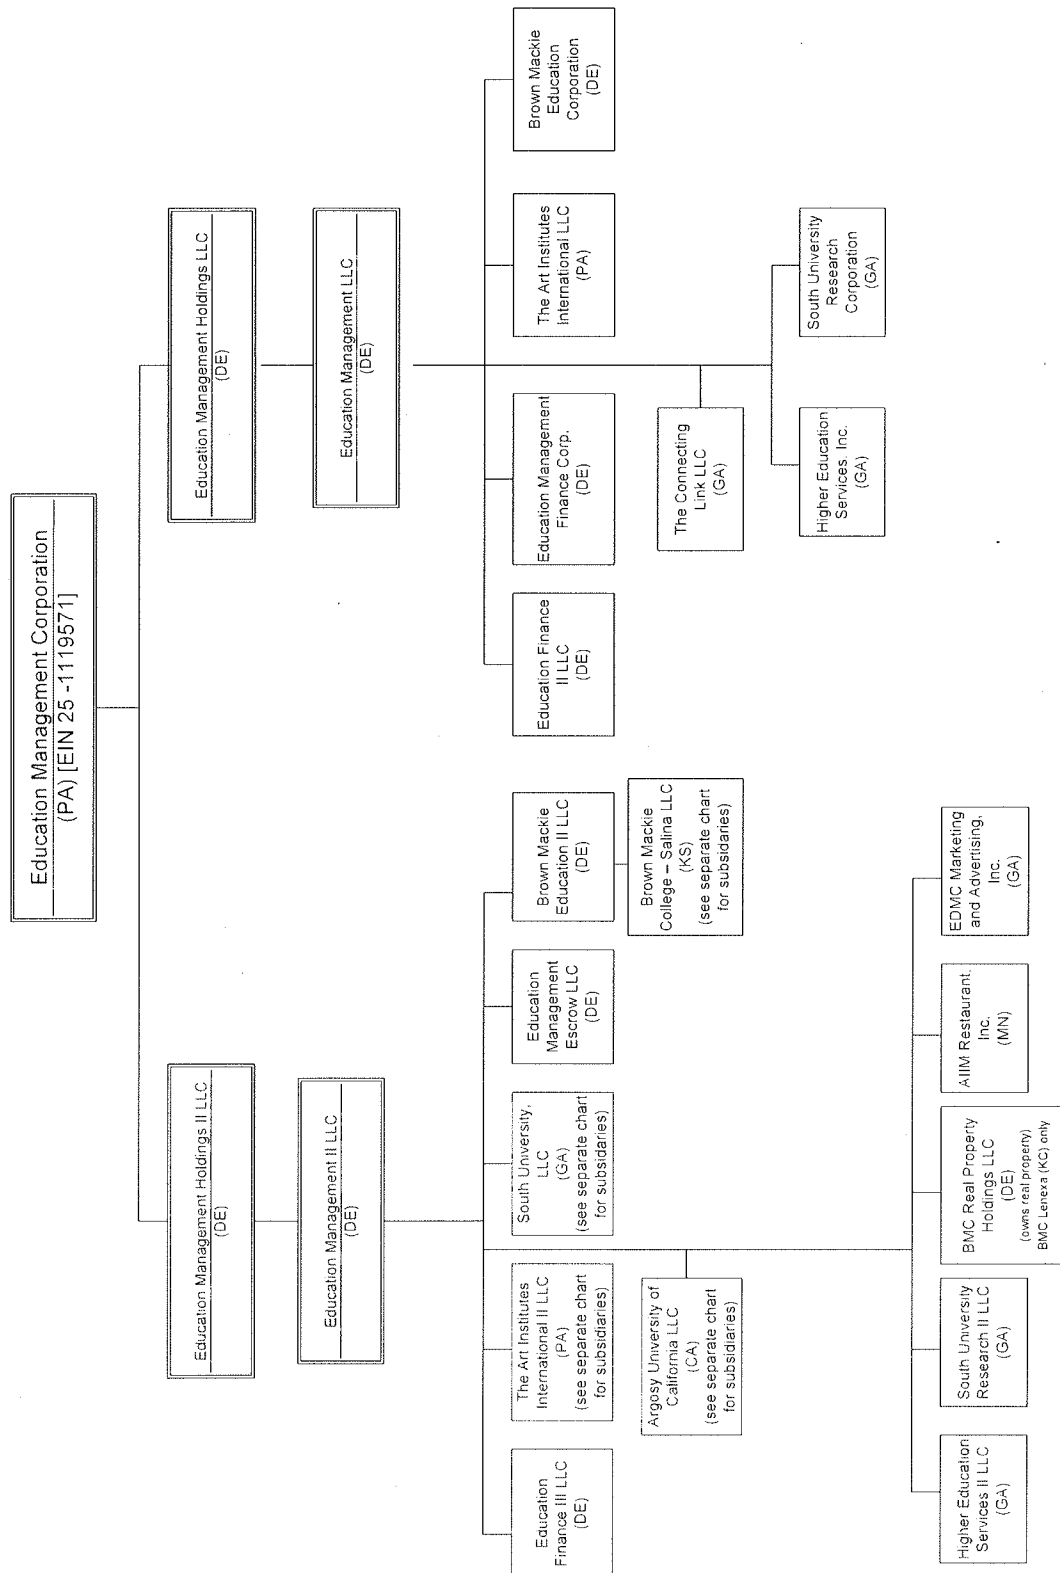 Education Management Corporation
(PA) [EIN 25 -1119571]
Education Management Holdings II LLC
(DE)
Education Management Holdings LLC
(DE)
Education Management II LLC
(DE)
Education Management LLC
(DE)
Education
Finance III LLC
(DE)
The Art Institutes
International II LLC
(PA)
(see separate chart
for subsidiaries)
South University,
LLC
(GA)
(see separate chart
for subsidaries)
Education
Management
Escrow LLC
(DE)
Brown Mackie
Education II LLC
(DE)
Education Finance
II LLC
(DE)
Education Management
Finance Corp.
(DE)
The Art Institutes
International LLC
(PA)
Brown Mackie
Education
Corporation
(DE)
Argosy University of
California LLC
(CA)
(see separate chart
for subsidiaries)
Brown Mackie
College – Salina LLC
(KS)
(see separate chart
for subsidaries)
The Connecting
Link LLC
(GA)
Higher Education
Services. Inc.
(GA)
South University
Research
Corporation
(GA)
Higher Education
Services II LLC
(GA)
South University
Research II LLC
(GA)
BMC Real Property
Holdings LLC
(DE)
(owns real property)
BMC Lenexa (KC) only
AIIM Restaurant.
Inc.
(MN)
EDMC Marketing
and Advertising,
Inc.
(GA)